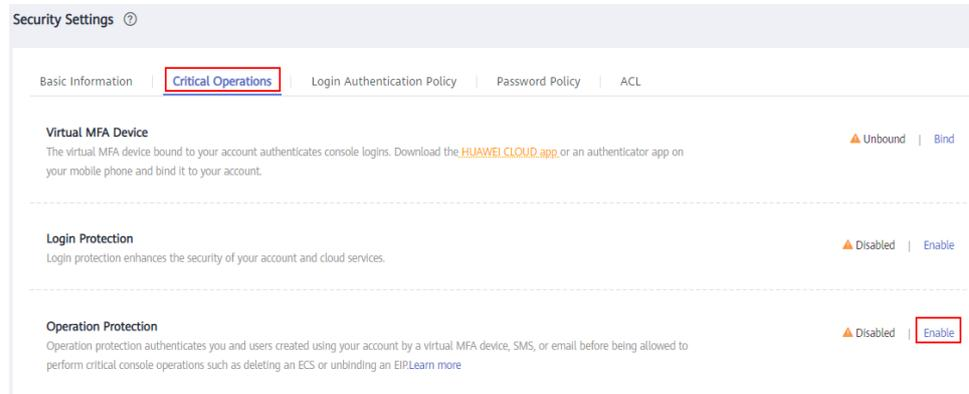 Security Settings ?
Basic Information | Critical Operations | Login Authentication Policy | Password Policy | ACL
Virtual MFA Device
Unbound | Bind
The virtual MFA device bound to your account authenticates console logins. Download the HUAWEI CLOUD app or an authenticator app on
your mobile phone and bind it to your account.
Login Protection
Disabled | Enable
Login protection enhances the security of your account and cloud services.
Operation Protection
Disabled | Enable
Operation protection authenticates you and users created using your account by a virtual MFA device, SMS, or email before being allowed to
perform critical console operations such as deleting an ECS or unbinding an EIP.Learn more